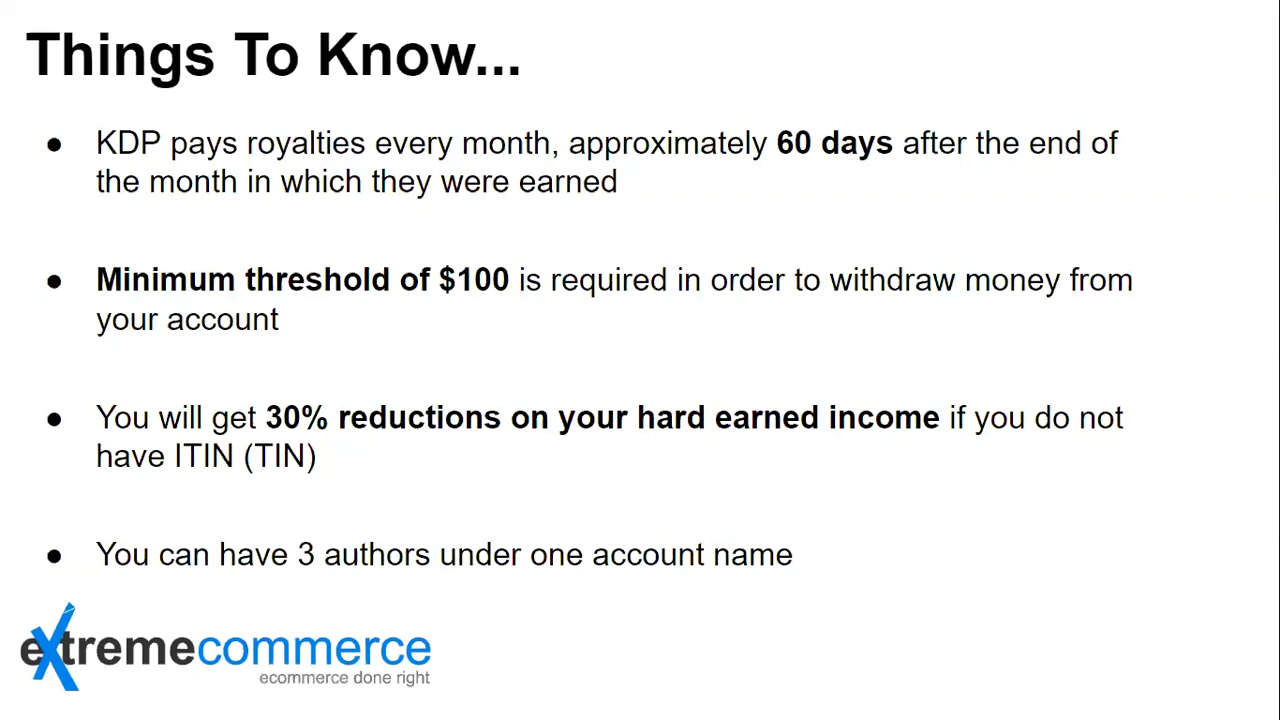 Things To Know...
● KDP pays royalties every month, approximately 60 days after the end of
the month in which they were earned
● Minimum threshold of $100 is required in order to withdraw money from
your account
● You will get 30% reductions on your hard earned income if you do not
have ITIN (TIN)
● You can have 3 authors under one account name
extremecommerce
ecommerce done right